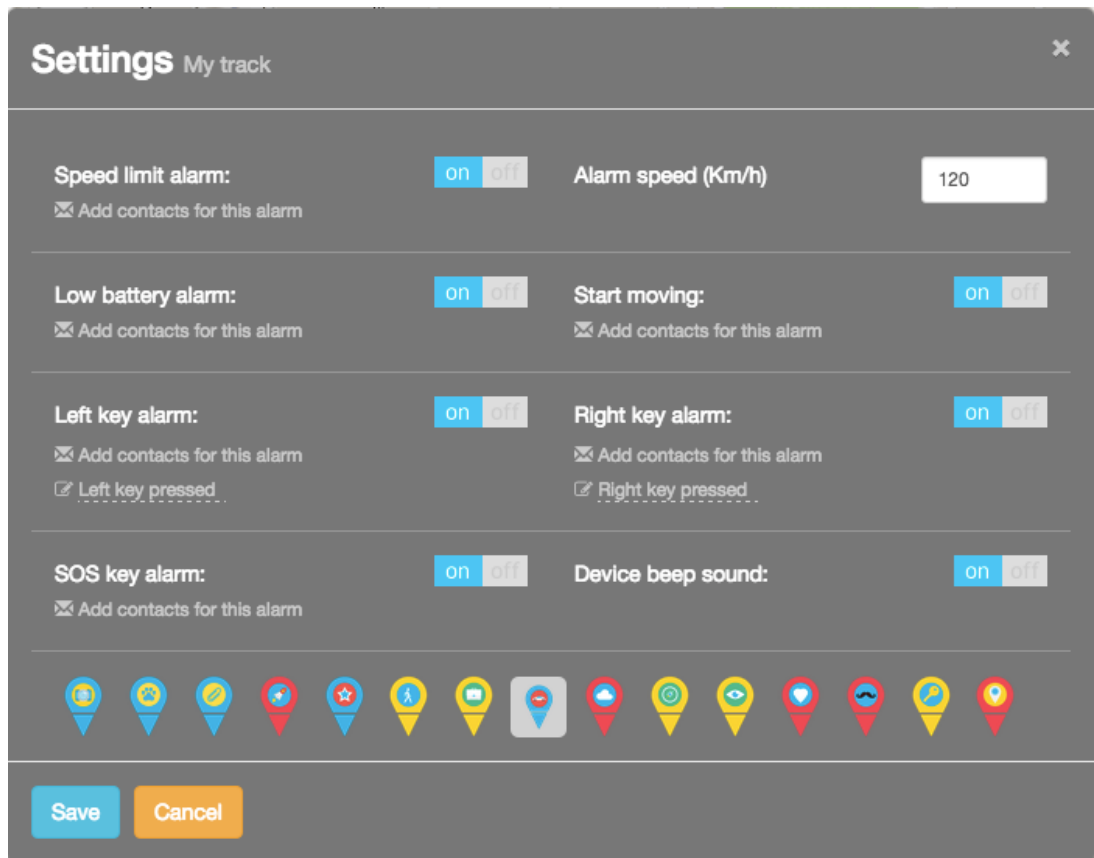 Settings My track
Speed limit alarm: on off Alarm speed (Km/h) 120
Add contacts for this alarm
Low battery alarm: on off Start moving: on off
Add contacts for this alarm Add contacts for this alarm
Left key alarm: on off Right key alarm: on off
Add contacts for this alarm Add contacts for this alarm
Left key pressed Right key pressed
SOS key alarm: on off Device beep sound: on off
Add contacts for this alarm
Save Cancel